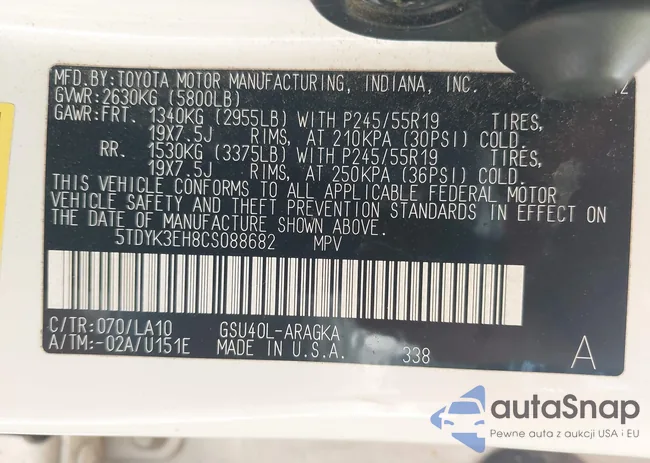 MFD.BY:TOYOTA MOTOR MANUFACTURING, INDIANA, INC.
GVWR:2630KG (5800LB)
GAWR:FRT. 1340KG (2955LB) WITH P245/55R19 TIRES,
19X7.5J RIMS, AT 210KPA (30PSI) COLD.
RR. 1530KG (3375LB) WITH P245/55R19 TIRES,
19X7.5J RIMS, AT 250KPA (36PSI) COLD.
THIS VEHICLE CONFORMS TO ALL APPLICABLE FEDERAL MOTOR
VEHICLE SAFETY AND THEFT PREVENTION STANDARDS IN EFFECT ON
THE DATE OF MANUFACTURE SHOWN ABOVE.
5TDYK3EH8CS088682 MPV
C/TR:070/LA10 GSU40L-ARAGKA
A/TM:-02A/U151E MADE IN U.S.A. 338 A
autaSnap
Pewne auta z aukcji USA i EU